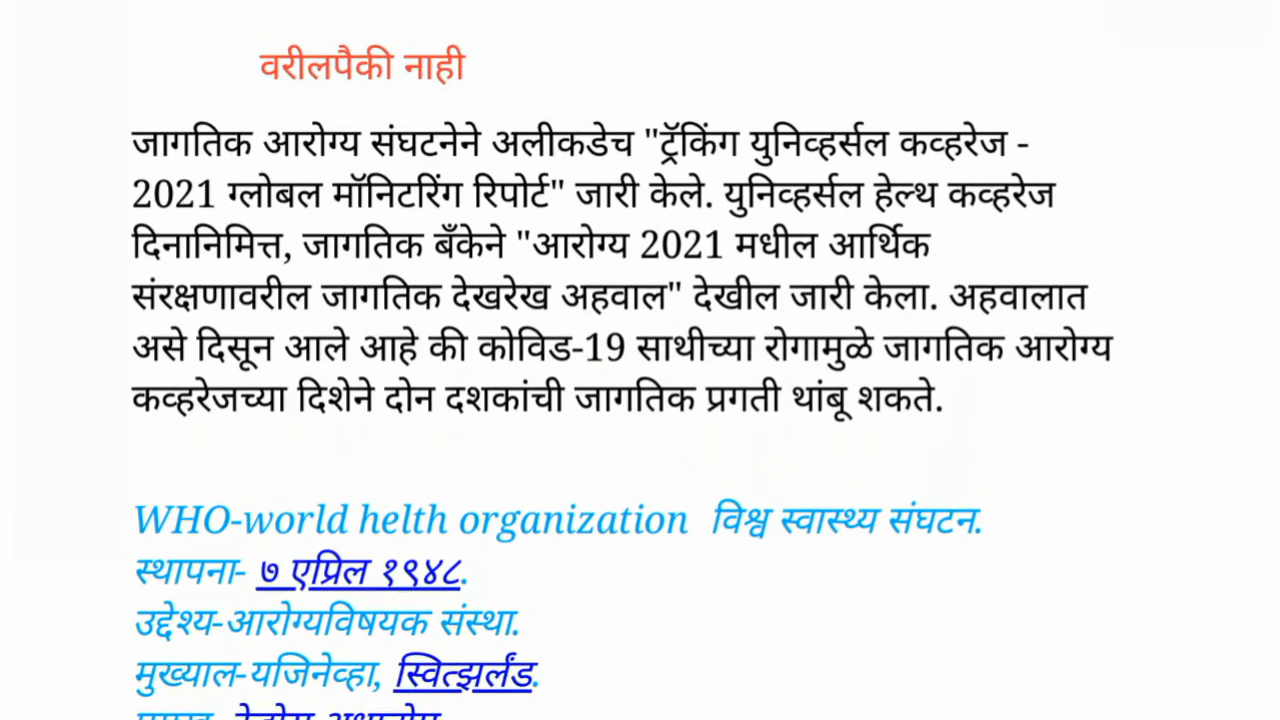 वरीलपैकी नाही
जागतिक आरोग्य संघटनेने अलीकडेच "ट्रॅकिंग युनिव्हर्सल कव्हरेज -
2021 ग्लोबल मॉनिटरिंग रिपोर्ट" जारी केले. युनिव्हर्सल हेल्थ कव्हरेज
दिनानिमित्त, जागतिक बँकेने "आरोग्य 2021 मधील आर्थिक
संरक्षणावरील जागतिक देखरेख अहवाल" देखील जारी केला. अहवालात
असे दिसून आले आहे की कोविड-19 साथीच्या रोगामुळे जागतिक आरोग्य
कव्हरेजच्या दिशेने दोन दशकांची जागतिक प्रगती थांबू शकते.
WHO-world helth organization विश्व स्वास्थ्य संघटन.
स्थापना- ७ एप्रिल १९४८.
उद्देश्य-आरोग्यविषयक संस्था.
मुख्याल-यजिनेव्हा, स्वित्झर्लंड.